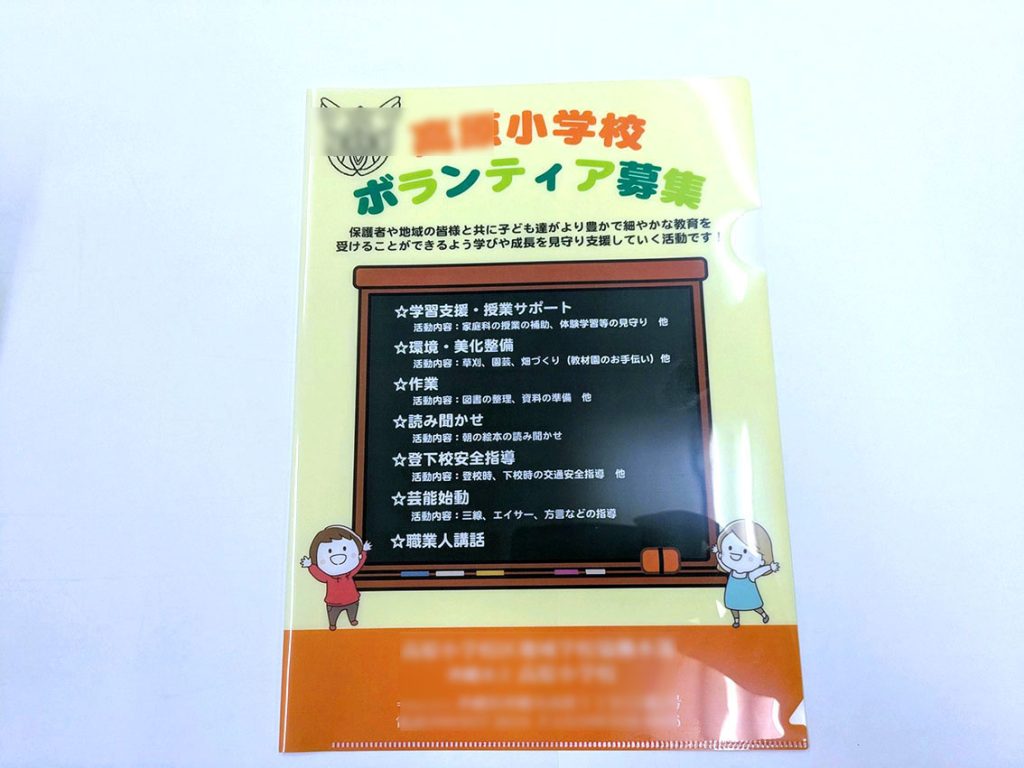 小学校
ボランティア募集
保護者や地域の皆様と共に子ども達がより豊かで細やかな教育を
受けることができるよう学びや成長を見守り支援していく活動です！
☆学習支援・授業サポート
活動内容：家庭科の授業の補助、体験学習等の見守り　他
☆環境・美化整備
活動内容：草刈、園芸、畑づくり（教材園のお手伝い）他
☆作業
活動内容：図書の整理、資料の準備　他
☆読み聞かせ
活動内容：朝の絵本の読み聞かせ
☆登下校安全指導
活動内容：登校時、下校時の交通安全指導　他
☆芸能始動
活動内容：三線、エイサー、方言などの指導
☆職業人講話